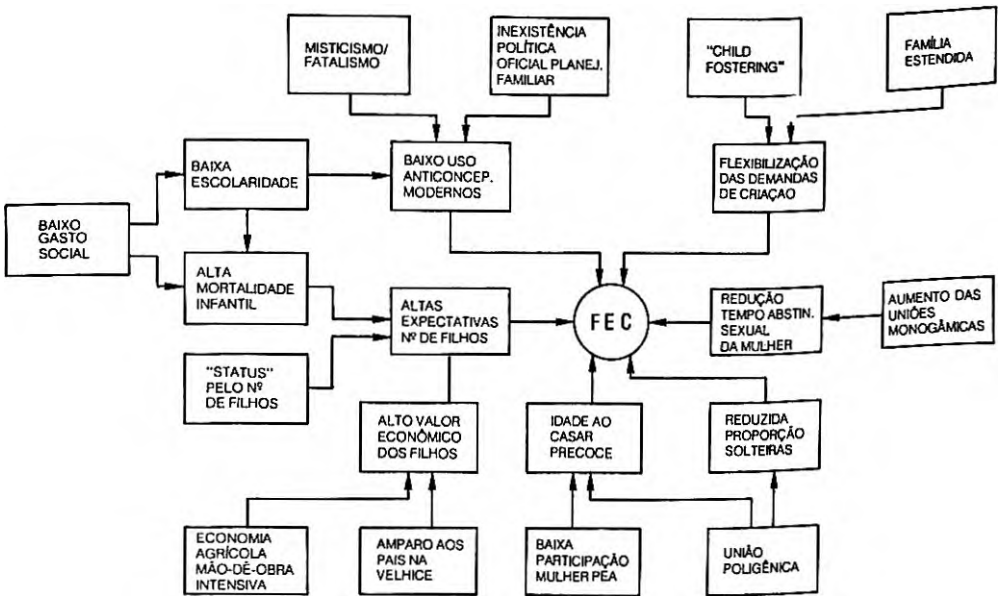 MISTICISMO/
FATALISMO
INEXISTÊNCIA
POLÍTICA
OFICIAL PLANEJ.
FAMILIAR
"CHILD
FOSTERING"
FAMÍLIA
ESTENDIDA
BAIXA
ESCOLARIDADE
BAIXO USO
ANTICONCEP.
MODERNOS
FLEXIBILIZAÇÃO
DAS DEMANDAS
DE CRIAÇAO
BAIXO
GASTO
SOCIAL
ALTA
MORTALIDADE
INFANTIL
ALTAS
EXPECTATIVAS
Nº DE FILHOS
FEC
REDUÇÃO
TEMPO ABSTIN.
SEXUAL
DA MULHER
AUMENTO DAS
UNIÕES
MONOGÂMICAS
"STATUS"
PELO Nº
DE FILHOS
ALTO VALOR
ECONÔMICO
DOS FILHOS
IDADE AO
CASAR
PRECOCE
REDUZIDA
PROPORÇÃO
SOLTEIRAS
ECONOMIA
AGRÍCOLA
MÃO-DÊ-OBRA
INTENSIVA
AMPARO AOS
PAIS NA
VELHICE
BAIXA
PARTICIPAÇÃO
MULHER PEA
UNIÃO
POLIGÊNICA